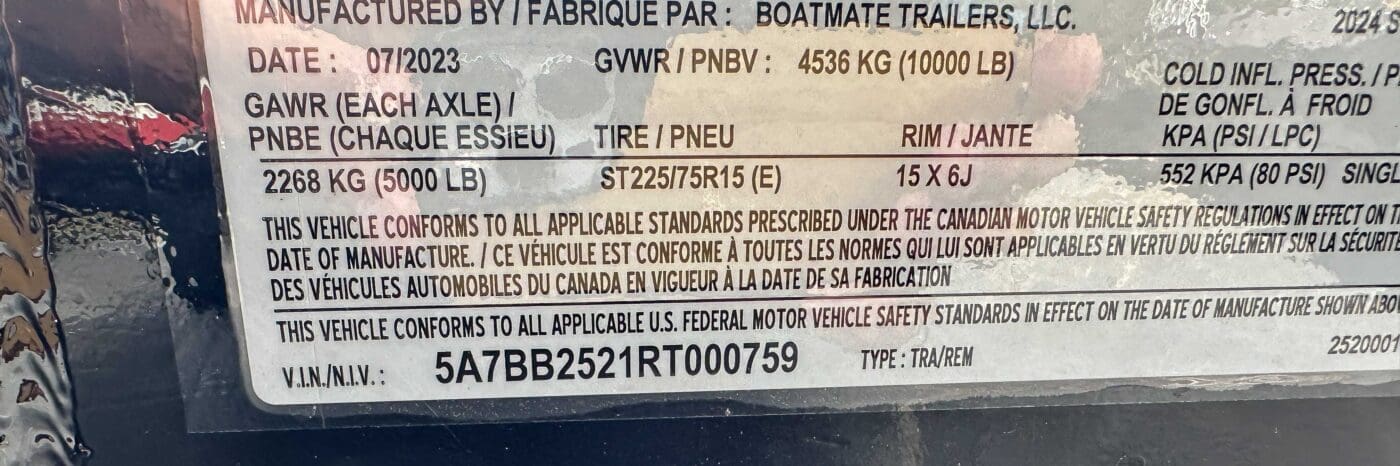 MANUFACTURED BY / FABRIQUE PAR : BOATMATE TRAILERS, LLC. 2024 S
DATE : 07/2023 GVWR / PNBV : 4536 KG (10000 LB)
COLD INFL. PRESS. / P
GAWR (EACH AXLE) / DE GONFL. À FROID
PNBE (CHAQUE ESSIEU) TIRE / PNEU RIM / JANTE KPA (PSI / LPC)
2268 KG (5000 LB) ST225/75R15 (E) 15 X 6J 552 KPA (80 PSI) SINGL
THIS VEHICLE CONFORMS TO ALL APPLICABLE STANDARDS PRESCRIBED UNDER THE CANADIAN MOTOR VEHICLE SAFETY REGULATIONS IN EFFECT ON T
DATE OF MANUFACTURE. / CE VÉHICULE EST CONFORME À TOUTES LES NORMES QUI LUI SONT APPLICABLES EN VERTU DU RÉGLEMENT SUR LA SÉCURITÉ
DES VÉHICULES AUTOMOBILES DU CANADA EN VIGUEUR À LA DATE DE SA FABRICATION
THIS VEHICLE CONFORMS TO ALL APPLICABLE U.S. FEDERAL MOTOR VEHICLE SAFETY STANDARDS IN EFFECT ON THE DATE OF MANUFACTURE SHOWN ABO
V.I.N./N.I.V. : 5A7BB2521RT000759 TYPE : TRA/REM 2520001